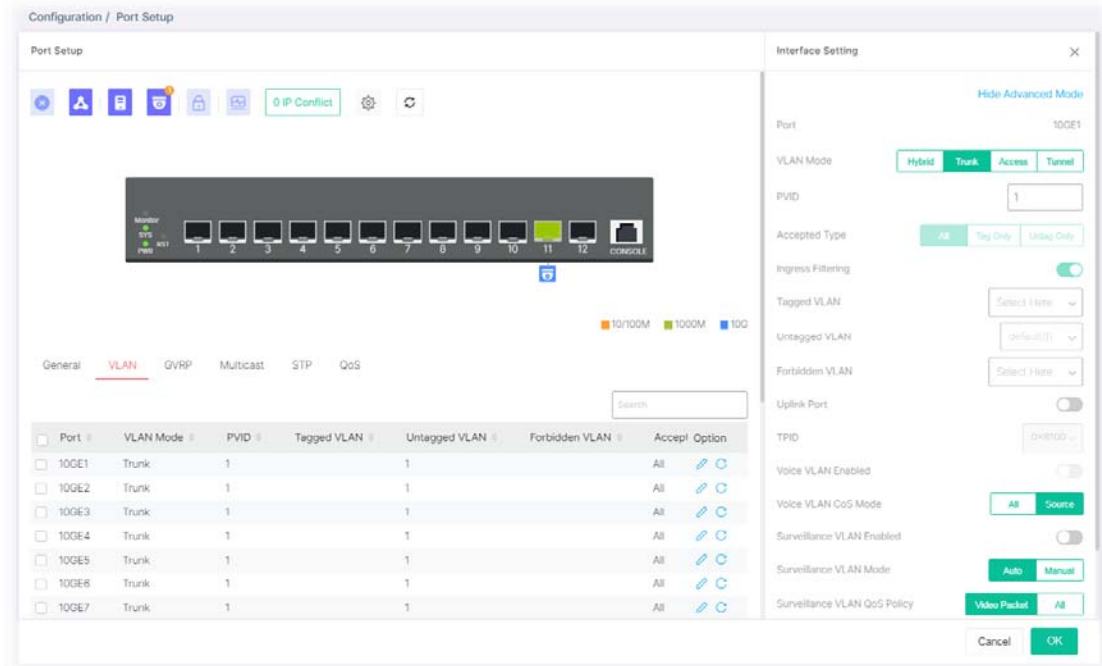 Configuration / Port Setup
Port Setup
0 IP Conflict
Monitor
SYS
PWR
RST
1 2 3 4 5 6 7 8 9 10 11 12 CONSOLE
10/100M 1000M 10G
General VLAN GVRP Multicast STP QoS
Search
Port VLAN Mode PVID Tagged VLAN Untagged VLAN Forbidden VLAN Accept Option
10GE1 Trunk 1 1 All
10GE2 Trunk 1 1 All
10GE3 Trunk 1 1 All
10GE4 Trunk 1 1 All
10GE5 Trunk 1 1 All
10GE6 Trunk 1 1 All
10GE7 Trunk 1 1 All
Interface Setting
Hide Advanced Mode
Port 10GE1
VLAN Mode Hybrid Trunk Access Tunnel
PVID 1
Accepted Type All Tag Only Untag Only
Ingress Filtering
Tagged VLAN Select Here
Untagged VLAN default(1)
Forbidden VLAN Select Here
Uplink Port
TPID 0x8100
Voice VLAN Enabled
Voice VLAN CoS Mode All Source
Surveillance VLAN Enabled
Surveillance VLAN Mode Auto Manual
Surveillance VLAN QoS Policy Video Packet All
Cancel OK